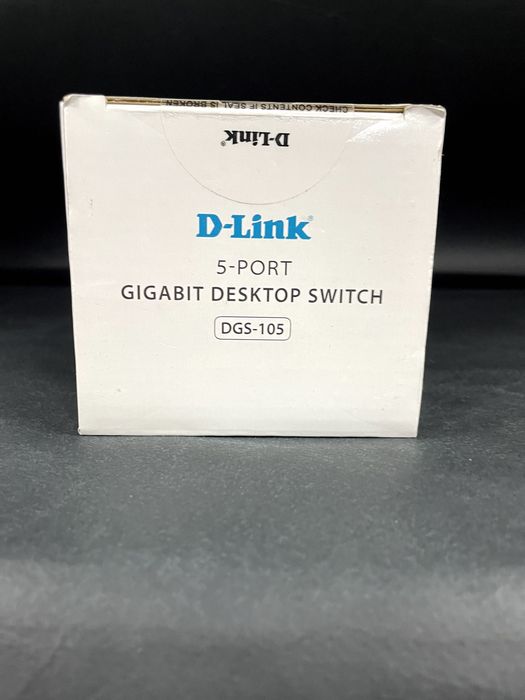 CHECK CONTENTS IF SEAL IS BROKEN
D-Link®
D-Link®
5-PORT
GIGABIT DESKTOP SWITCH
DGS-105